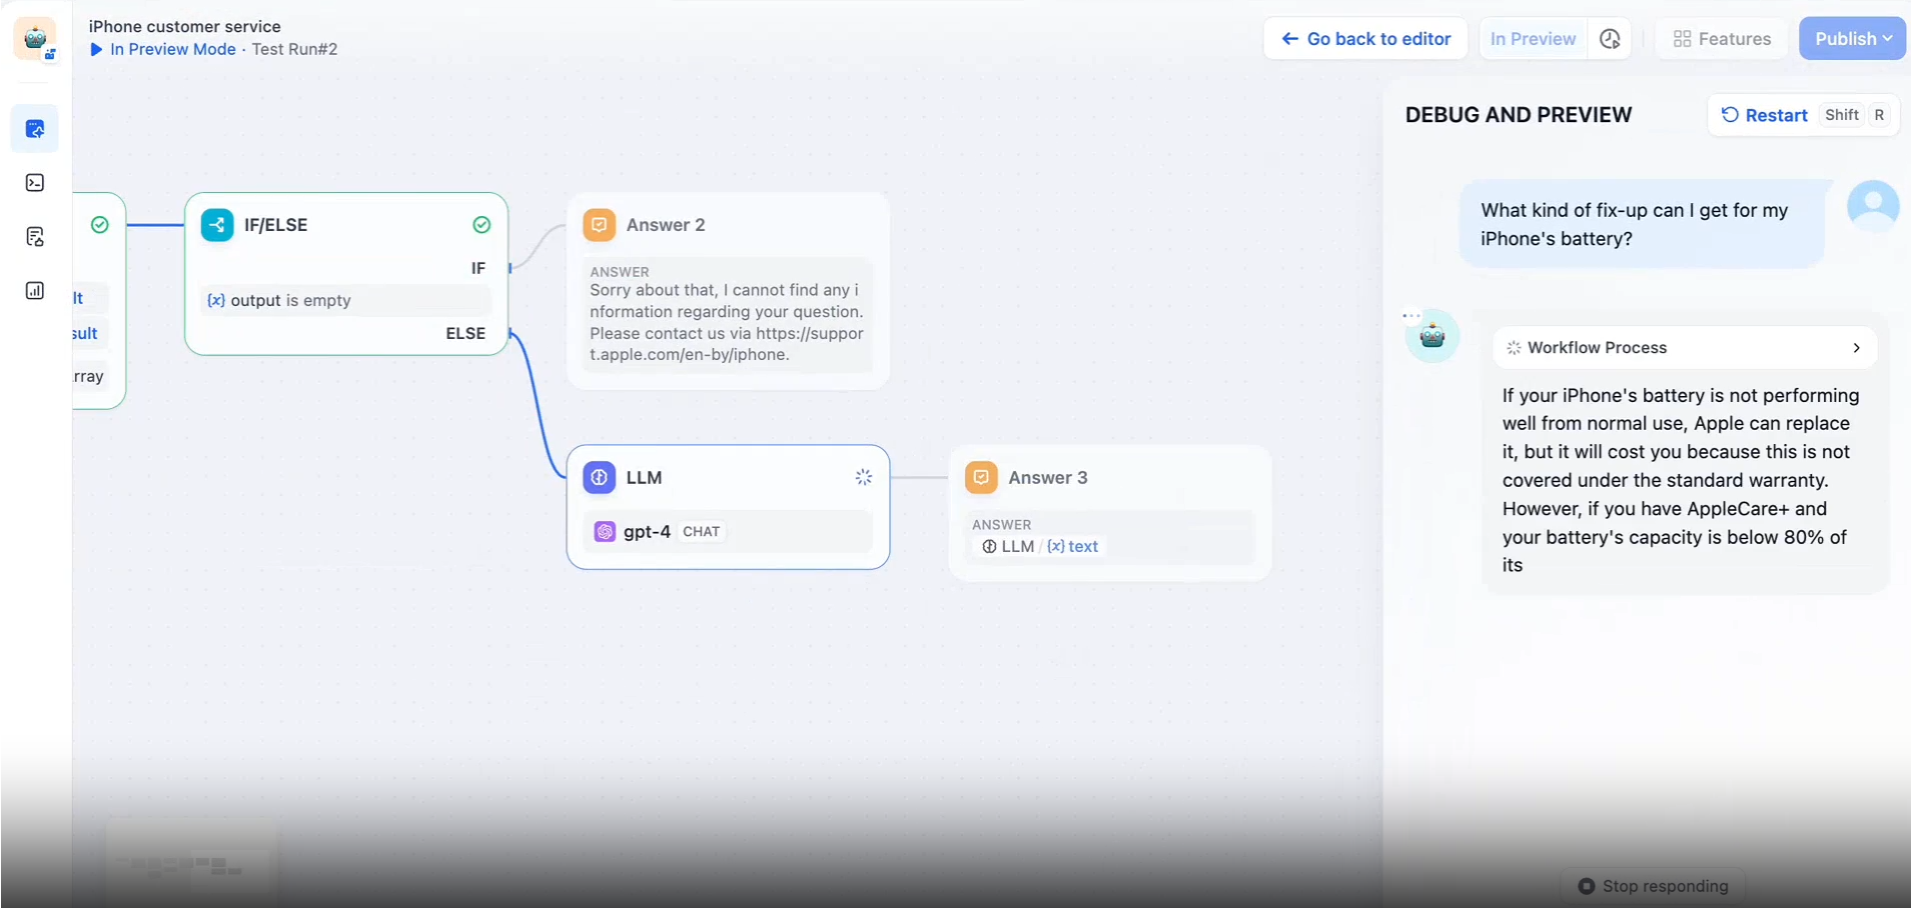 iPhone customer service
In Preview Mode · Test Run#2
Go back to editor
In Preview
Features
Publish
DEBUG AND PREVIEW
Restart Shift R
lt
sult
rray
IF/ELSE
IF
{x} output is empty
ELSE
Answer 2
ANSWER
Sorry about that, I cannot find any i
nformation regarding your question.
Please contact us via https://suppor
t.apple.com/en-by/iphone.
LLM
gpt-4 CHAT
Answer 3
ANSWER
LLM / {x} text
What kind of fix-up can I get for my
iPhone's battery?
Workflow Process
If your iPhone's battery is not performing
well from normal use, Apple can replace
it, but it will cost you because this is not
covered under the standard warranty.
However, if you have AppleCare+ and
your battery's capacity is below 80% of
its
Stop responding